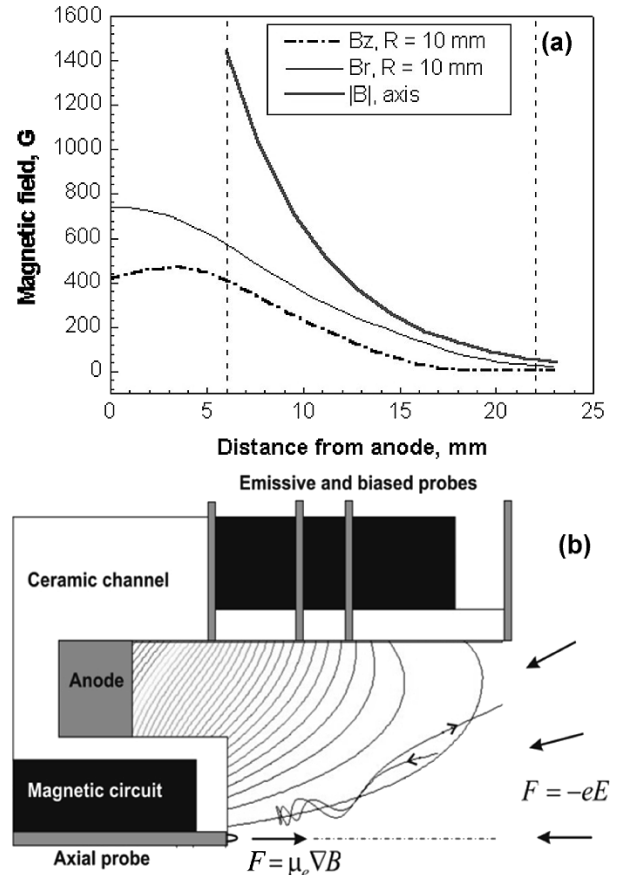 1600
1400
1200
1000
800
600
400
200
0
Magnetic field, G
Bz, R = 10 mm
Br, R = 10 mm
|B|, axis
(a)
0
5
10
15
20
25
Distance from anode, mm
Emissive and biased probes
(b)
Ceramic channel
Anode
Magnetic circuit
F = -eE
Axial probe
F = μₑ∇B